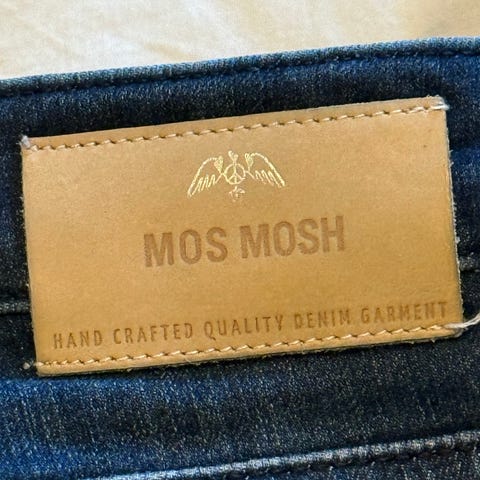 MOS MOSH
HAND CRAFTED QUALITY DENIM GARMENT